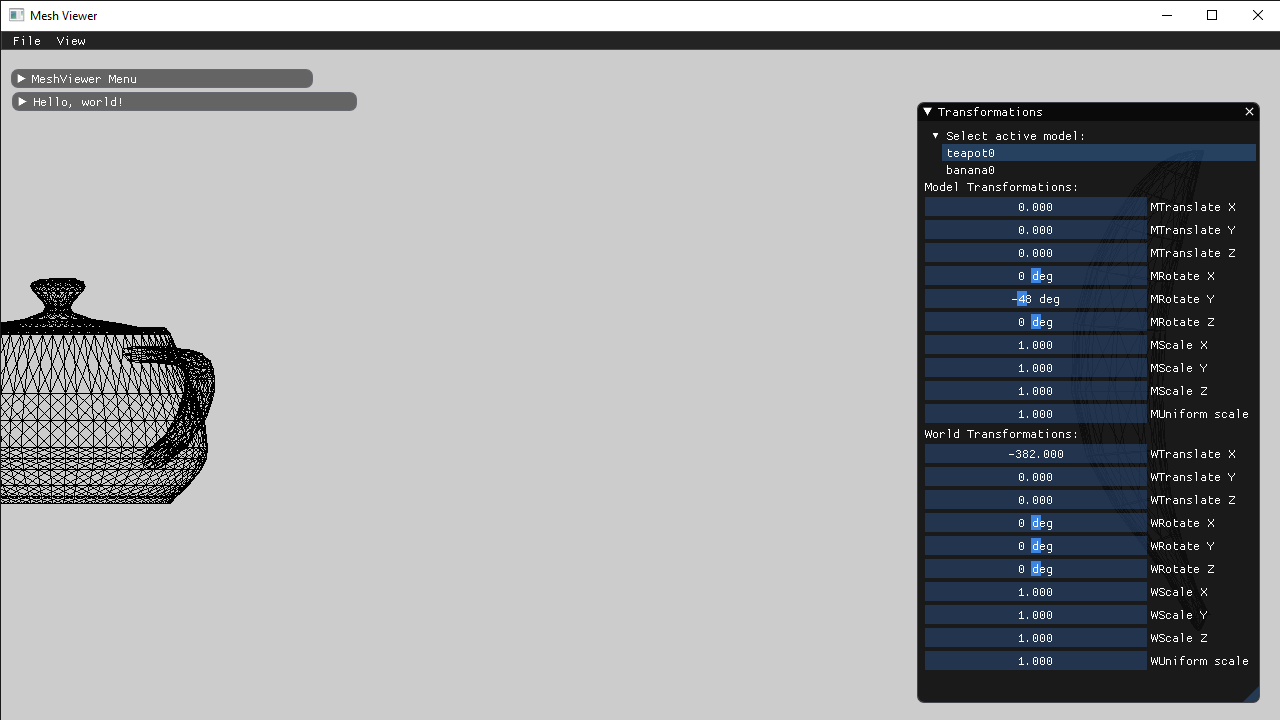 Mesh Viewer
File View
MeshViewer Menu
Hello, world!
Transformations
Select active model:
teapot0
banana0
Model Transformations:
0.000 MTranslate X
0.000 MTranslate Y
0.000 MTranslate Z
0 deg MRotate X
-48 deg MRotate Y
0 deg MRotate Z
1.000 MScale X
1.000 MScale Y
1.000 MScale Z
1.000 MUniform scale
World Transformations:
-382.000 WTranslate X
0.000 WTranslate Y
0.000 WTranslate Z
0 deg WRotate X
0 deg WRotate Y
0 deg WRotate Z
1.000 WScale X
1.000 WScale Y
1.000 WScale Z
1.000 WUniform scale